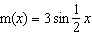 m(x) = 3 sin 1/2 x